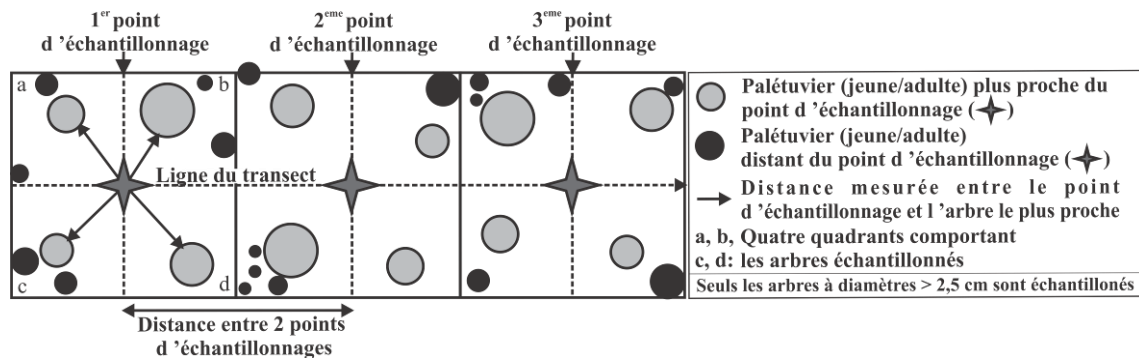 1er point
d 'échantillonnage
2eme point
d 'échantillonnage
3eme point
d 'échantillonnage
a
b
Ligne du transect
c
d
Distance entre 2 points
d 'échantillonnages
Palétuvier (jeune/adulte) plus proche du
point d 'échantillonnage ( )
Palétuvier (jeune/adulte)
distant du point d 'échantillonnage ( )
Distance mesurée entre le point
d 'échantillonnage et l 'arbre le plus proche
a, b, Quatre quadrants comportant
c, d: les arbres échantillonnés
Seuls les arbres à diamètres > 2,5 cm sont échantillonés